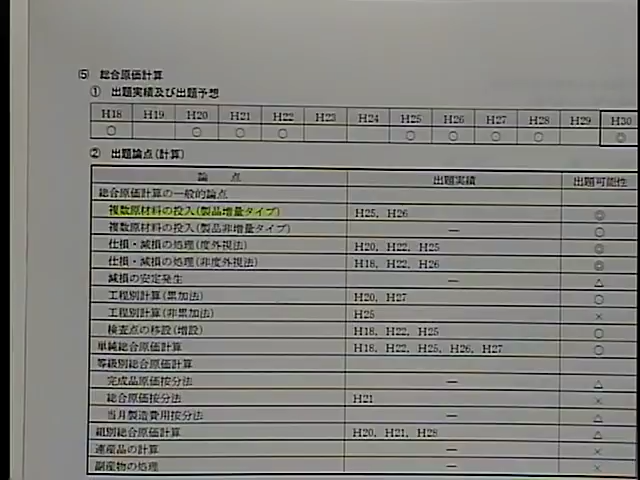 ⑸ 総合原価計算
① 出題実績及び出題予想
H18 H19 H20 H21 H22 H23 H24 H25 H26 H27 H28 H29 H30
○ ○ ○ ○ ○ ○ ○ ○ ◎
② 出題論点(計算)
論 点 出題実績 出題可能性
総合原価計算の一般的論点
複数原材料の投入(製品増量タイプ) H25, H26 ◎
複数原材料の投入(製品非増量タイプ) ― ○
仕損・減損の処理(度外視法) H20, H22, H25 ◎
仕損・減損の処理(非度外視法) H18, H22, H26 ◎
減損の安定発生 ― △
工程別計算(累加法) H20, H27 ○
工程別計算(非累加法) H25 ×
検査点の移設(増設) H18, H22, H25 ○
単純総合原価計算 H18, H22, H25, H26, H27 ○
等級別総合原価計算
完成品原価按分法 ― △
総合原価按分法 H21 ×
当月製造費用按分法 ― △
組別総合原価計算 H20, H21, H28 △
連産品の計算 ― ×
副産物の処理 ― ×